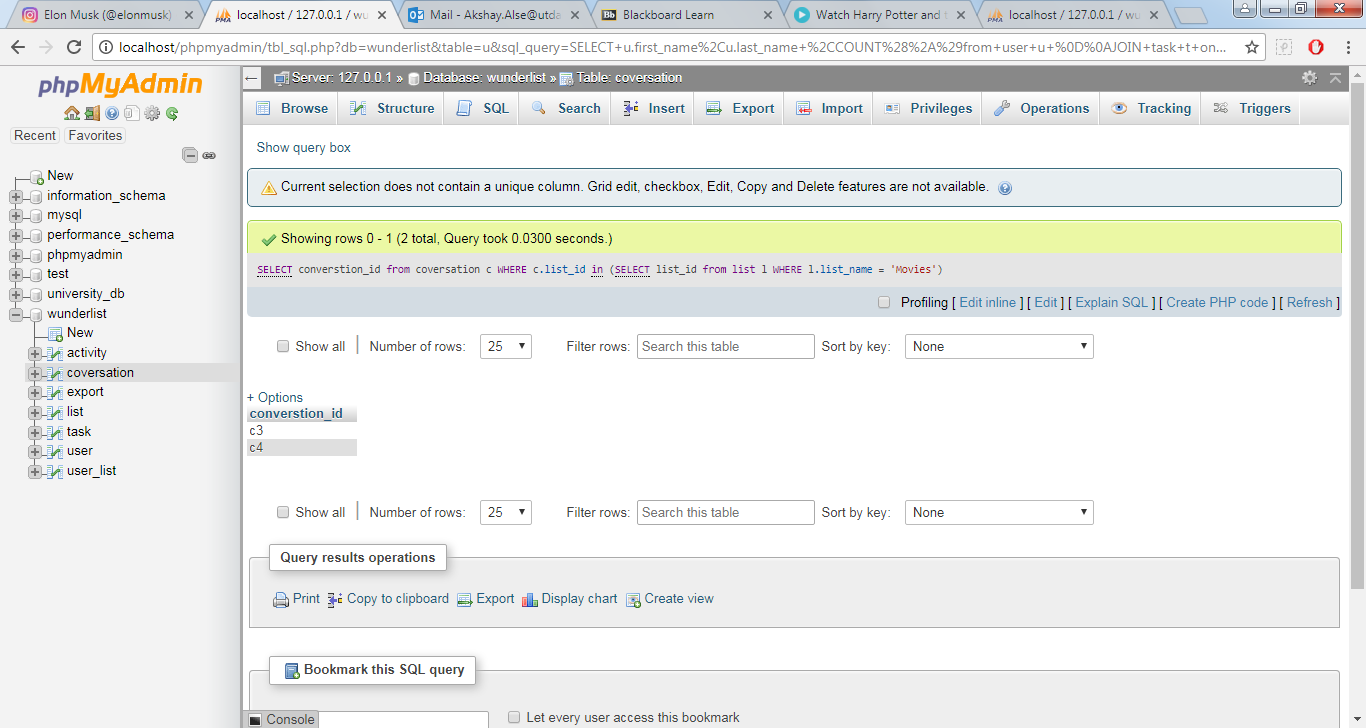 Elon Musk (@elonmusk)
localhost / 127.0.0.1 / wu
Mail - Akshay.Alse@utda
Blackboard Learn
Watch Harry Potter and t
localhost / 127.0.0.1 / wu
localhost/phpmyadmin/tbl_sql.php?db=wunderlist&table=u&sql_query=SELECT+u.first_name%2Cu.last_name+%2CCOUNT%28%2A%29from+user+u+%0D%0AJOIN+task+t+on...
phpMyAdmin
Recent Favorites
New
information_schema
mysql
performance_schema
phpmyadmin
test
university_db
wunderlist
New
activity
coversation
export
list
task
user
user_list
Server: 127.0.0.1 » Database: wunderlist » Table: coversation
Browse Structure SQL Search Insert Export Import Privileges Operations Tracking Triggers
Show query box
Current selection does not contain a unique column. Grid edit, checkbox, Edit, Copy and Delete features are not available.
Showing rows 0 - 1 (2 total, Query took 0.0300 seconds.)
SELECT converstion_id from coversation c WHERE c.list_id in (SELECT list_id from list l WHERE l.list_name = 'Movies')
Profiling [ Edit inline ] [ Edit ] [ Explain SQL ] [ Create PHP code ] [ Refresh ]
Show all | Number of rows: 25 Filter rows: Search this table Sort by key: None
+ Options
converstion_id
c3
c4
Show all | Number of rows: 25 Filter rows: Search this table Sort by key: None
Query results operations
Print Copy to clipboard Export Display chart Create view
Bookmark this SQL query
Console
Let every user access this bookmark